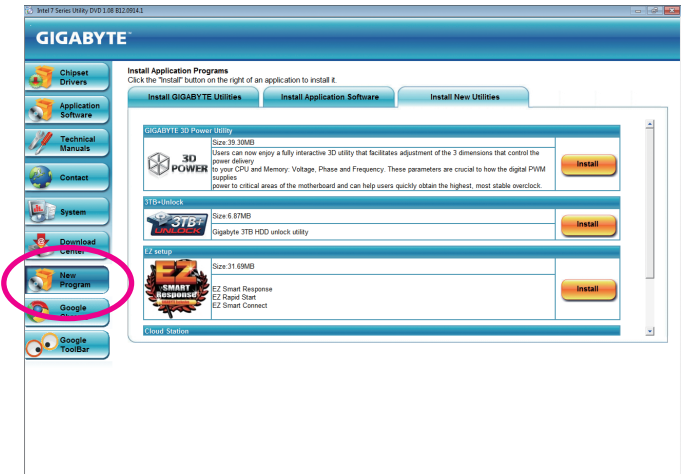 Intel 7 Series Utility DVD 1.08 B12.0914.1
GIGABYTE™
Chipset
Drivers
Application
Software
Technical
Manuals
Contact
System
Download
Center
New
Program
Google
Google
ToolBar
Install Application Programs
Click the "Install" button on the right of an application to install it.
Install GIGABYTE Utilities
Install Application Software
Install New Utilities
GIGABYTE 3D Power Utility
3D
POWER
Size:39.30MB
Users can now enjoy a fully interactive 3D utility that facilitates adjustment of the 3 dimensions that control the
power delivery
to your CPU and Memory: Voltage, Phase and Frequency. These parameters are crucial to how the digital PWM
supplies
power to critical areas of the motherboard and can help users quickly obtain the highest, most stable overclock.
Install
3TB+Unlock
3TB+
UNLOCK
Size:6.87MB
Gigabyte 3TB HDD unlock utility
Install
EZ setup
EZ
SMART
Response
Size:31.69MB
EZ Smart Response
EZ Rapid Start
EZ Smart Connect
Install
Cloud Station